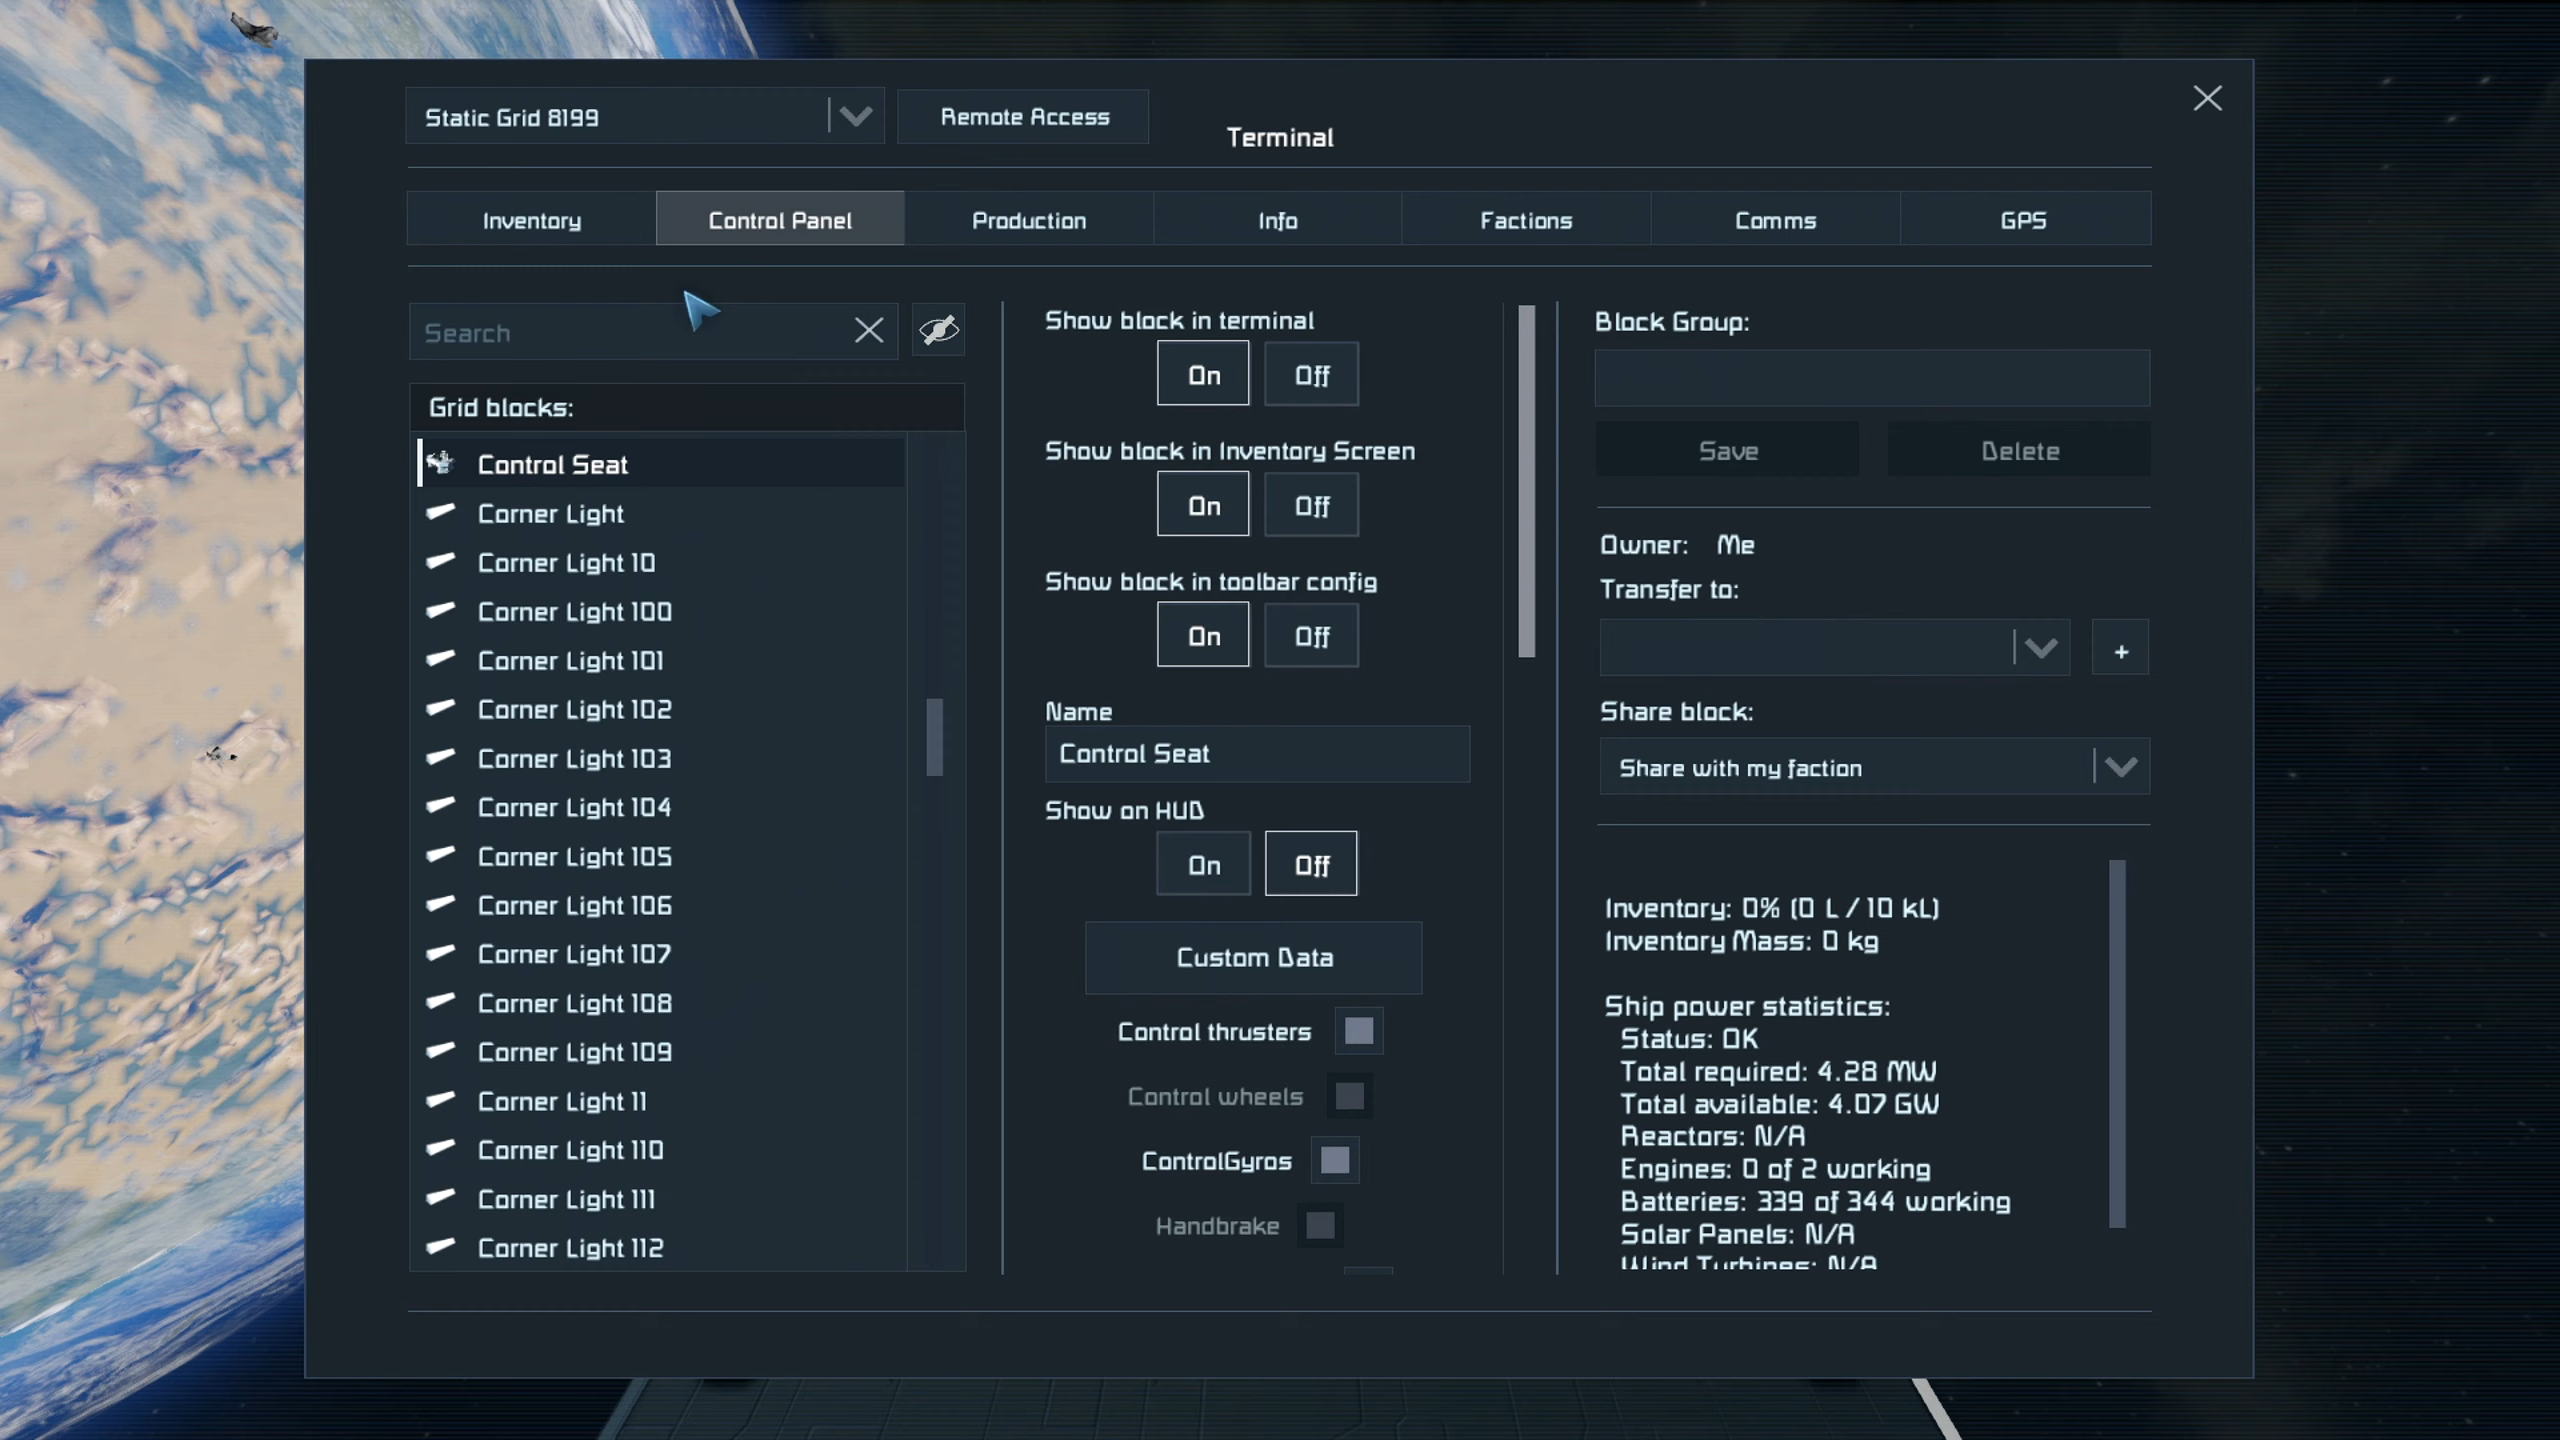 Static Grid 8199
Remote Access
Terminal
Inventory
Control Panel
Production
Info
Factions
Comms
GPS
Search
Grid blocks:
Control Seat
Corner Light
Corner Light 10
Corner Light 100
Corner Light 101
Corner Light 102
Corner Light 103
Corner Light 104
Corner Light 105
Corner Light 106
Corner Light 107
Corner Light 108
Corner Light 109
Corner Light 11
Corner Light 110
Corner Light 111
Corner Light 112
Show block in terminal
On Off
Show block in Inventory Screen
On Off
Show block in toolbar config
On Off
Name
Control Seat
Show on HUD
On Off
Custom Data
Control thrusters
Control wheels
ControlGyros
Handbrake
Block Group:
Save Delete
Owner: Me
Transfer to:
+
Share block:
Share with my faction
Inventory: 0% (0 L / 10 kL)
Inventory Mass: 0 kg
Ship power statistics:
Status: OK
Total required: 4.28 MW
Total available: 4.07 GW
Reactors: N/A
Engines: 0 of 2 working
Batteries: 339 of 344 working
Solar Panels: N/A
Wind Turbines: N/A